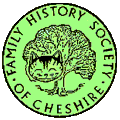 FAMILY HISTORY SOCIETY
• OF CHESHIRE •